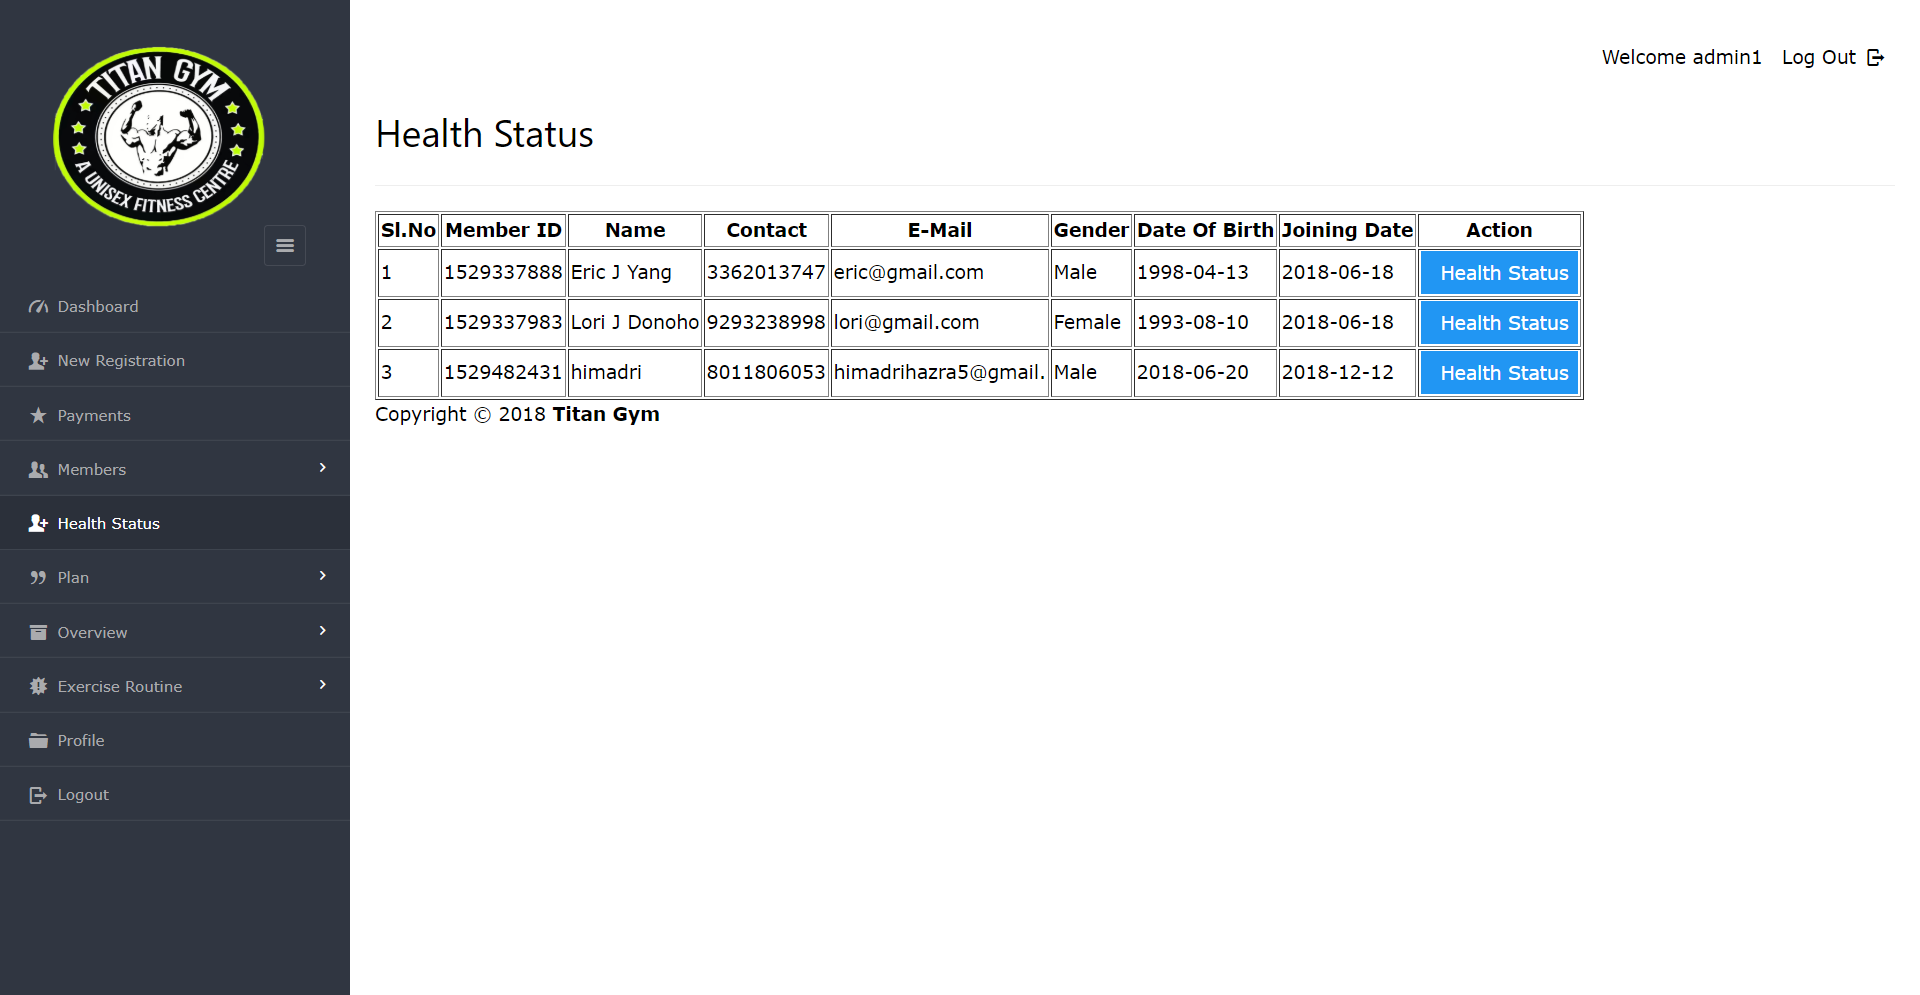 TITAN GYM
A UNISEX FITNESS CENTRE
Dashboard
New Registration
Payments
Members
Health Status
Plan
Overview
Exercise Routine
Profile
Logout
Welcome admin1 Log Out
Health Status
Sl.No Member ID Name Contact E-Mail Gender Date Of Birth Joining Date Action
1 1529337888 Eric J Yang 3362013747 eric@gmail.com Male 1998-04-13 2018-06-18 Health Status
2 1529337983 Lori J Donoho 9293238998 lori@gmail.com Female 1993-08-10 2018-06-18 Health Status
3 1529482431 himadri 8011806053 himadrihazra5@gmail. Male 2018-06-20 2018-12-12 Health Status
Copyright © 2018 Titan Gym